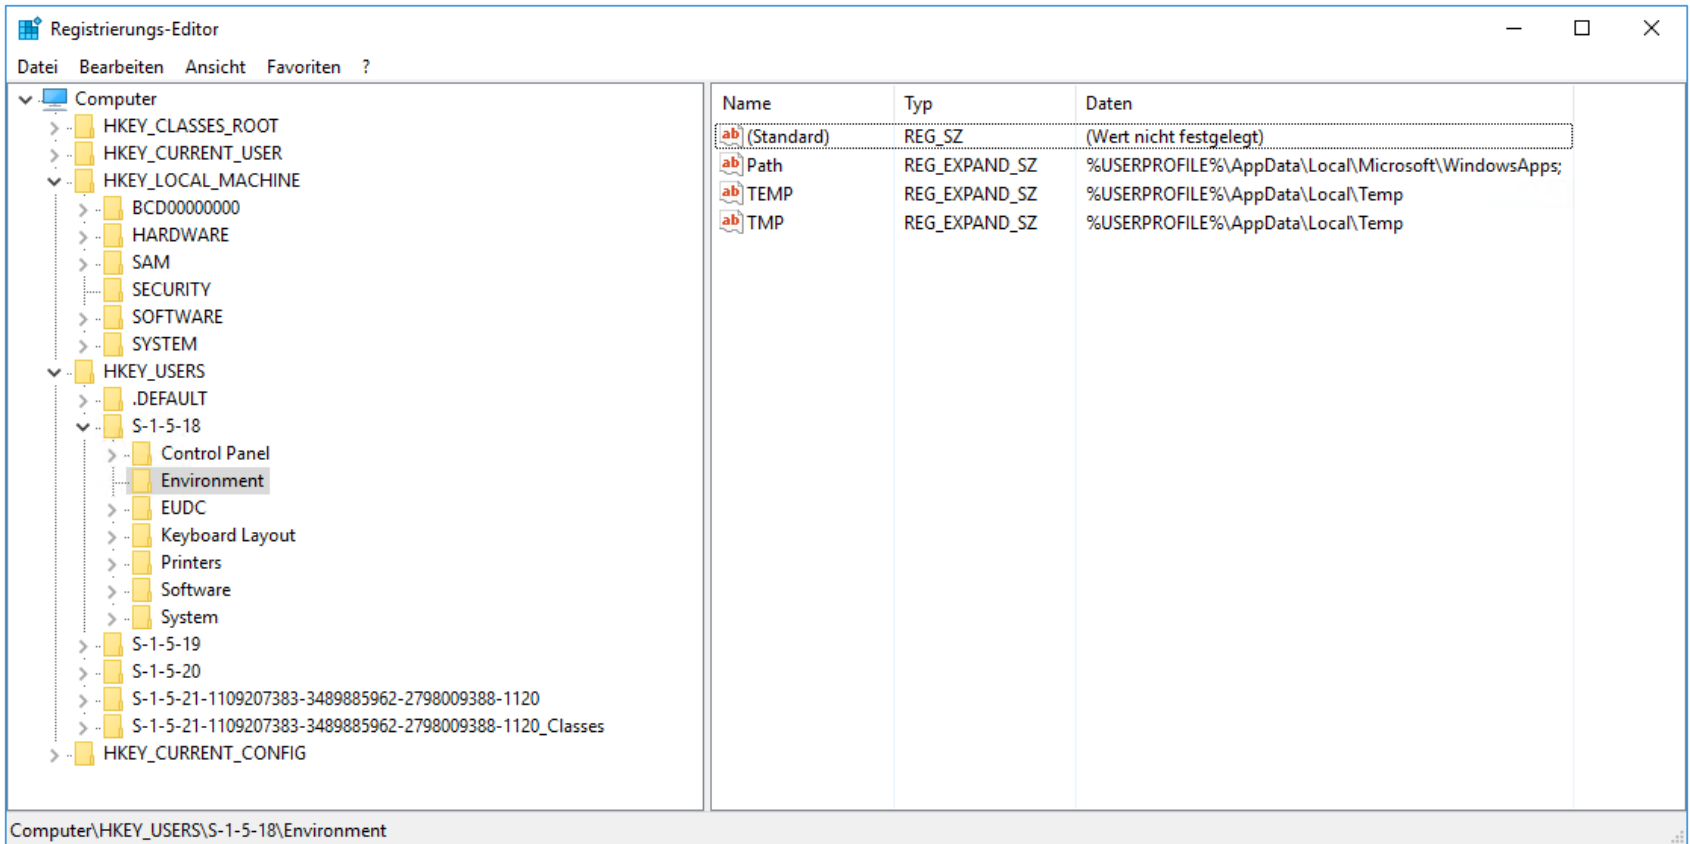 Registrierungs-Editor
Datei Bearbeiten Ansicht Favoriten ?
Computer
HKEY_CLASSES_ROOT
HKEY_CURRENT_USER
HKEY_LOCAL_MACHINE
BCD00000000
HARDWARE
SAM
SECURITY
SOFTWARE
SYSTEM
HKEY_USERS
.DEFAULT
S-1-5-18
Control Panel
Environment
EUDC
Keyboard Layout
Printers
Software
System
S-1-5-19
S-1-5-20
S-1-5-21-1109207383-3489885962-2798009388-1120
S-1-5-21-1109207383-3489885962-2798009388-1120_Classes
HKEY_CURRENT_CONFIG
Name Typ Daten
ab (Standard) REG_SZ (Wert nicht festgelegt)
ab Path REG_EXPAND_SZ %USERPROFILE%\AppData\Local\Microsoft\WindowsApps;
ab TEMP REG_EXPAND_SZ %USERPROFILE%\AppData\Local\Temp
ab TMP REG_EXPAND_SZ %USERPROFILE%\AppData\Local\Temp
Computer\HKEY_USERS\S-1-5-18\Environment